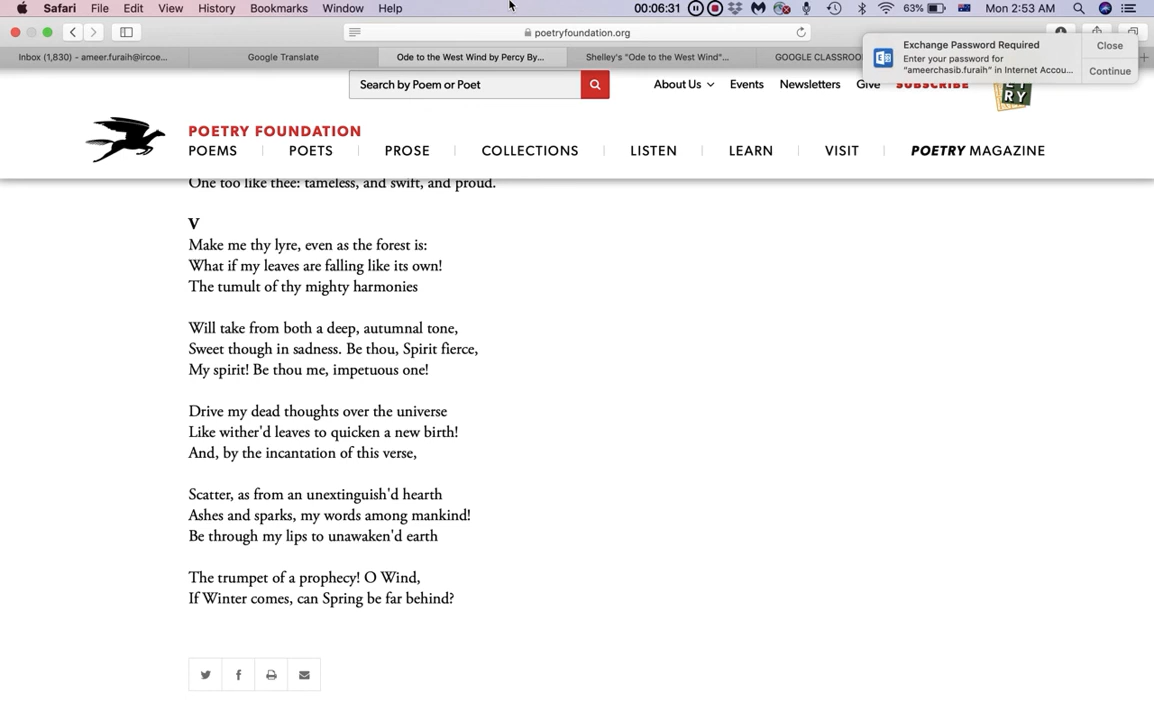 Safari File Edit View History Bookmarks Window Help 00:06:31 63% Mon 2:53 AM
poetryfoundation.org
Inbox (1,830) - ameer.furaih@ircoe... Google Translate Ode to the West Wind by Percy By... Shelley's "Ode to the West Wind"... GOOGLE CLASSROO
Exchange Password Required
Enter your password for
"ameerchasib.furaih" in Internet Accou...
Close
Continue
Search by Poem or Poet About Us Events Newsletters Give SUBSCRIBE
ETRY
POETRY FOUNDATION
POEMS POETS PROSE COLLECTIONS LISTEN LEARN VISIT POETRY MAGAZINE
One too like thee: tameless, and swift, and proud.
V
Make me thy lyre, even as the forest is:
What if my leaves are falling like its own!
The tumult of thy mighty harmonies
Will take from both a deep, autumnal tone,
Sweet though in sadness. Be thou, Spirit fierce,
My spirit! Be thou me, impetuous one!
Drive my dead thoughts over the universe
Like wither'd leaves to quicken a new birth!
And, by the incantation of this verse,
Scatter, as from an unextinguish'd hearth
Ashes and sparks, my words among mankind!
Be through my lips to unawaken'd earth
The trumpet of a prophecy! O Wind,
If Winter comes, can Spring be far behind?